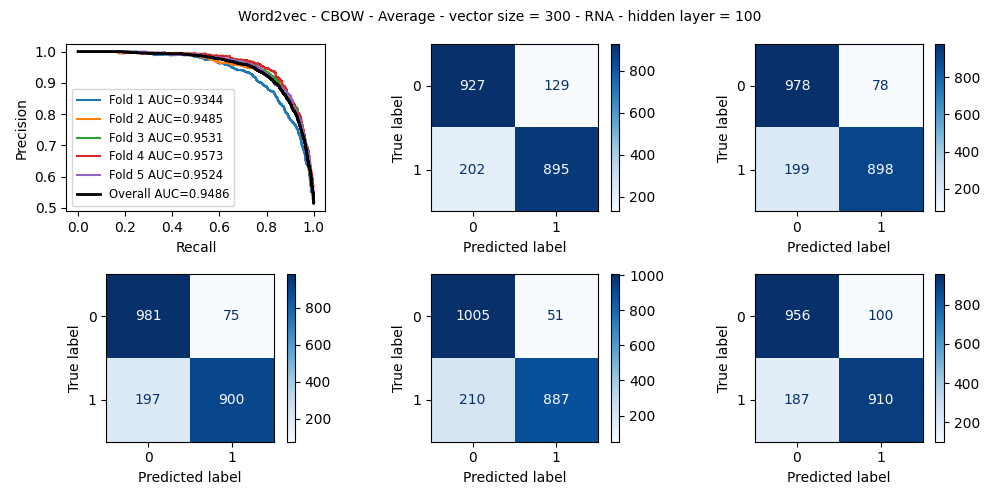 Word2vec - CBOW - Average - vector size = 300 - RNA - hidden layer = 100
1.0
0.9
0.8
0.7
0.6
0.5
Precision
Fold 1 AUC=0.9344
Fold 2 AUC=0.9485
Fold 3 AUC=0.9531
Fold 4 AUC=0.9573
Fold 5 AUC=0.9524
Overall AUC=0.9486
0.0 0.2 0.4 0.6 0.8 1.0
Recall
True label
0 927 129
1 202 895
0 1
Predicted label
800
600
400
200
True label
0 978 78
1 199 898
0 1
Predicted label
800
600
400
200
True label
0 981 75
1 197 900
0 1
Predicted label
800
600
400
200
True label
0 1005 51
1 210 887
0 1
Predicted label
1000
800
600
400
200
True label
0 956 100
1 187 910
0 1
Predicted label
800
600
400
200